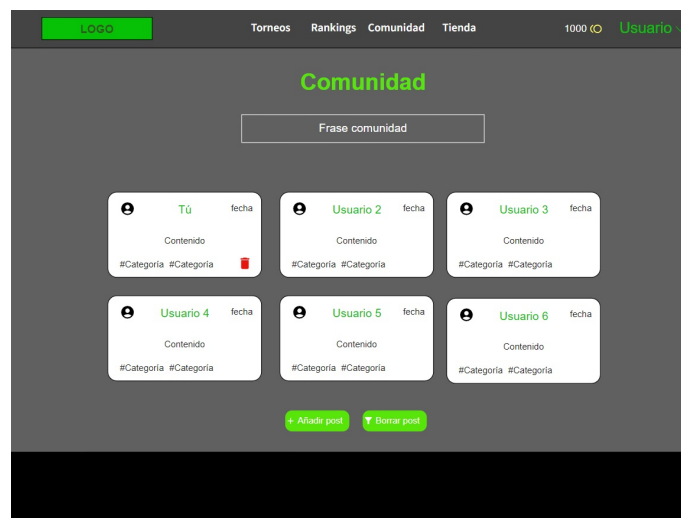 LOGO Torneos Rankings Comunidad Tienda 1000 Usuario
Comunidad
Frase comunidad
Tú fecha Usuario 2 fecha Usuario 3 fecha
Contenido Contenido Contenido
#Categoría #Categoría #Categoría #Categoría #Categoría #Categoría
Usuario 4 fecha Usuario 5 fecha Usuario 6 fecha
Contenido Contenido Contenido
#Categoría #Categoría #Categoría #Categoría #Categoría #Categoría
+ Añadir post Borrar post